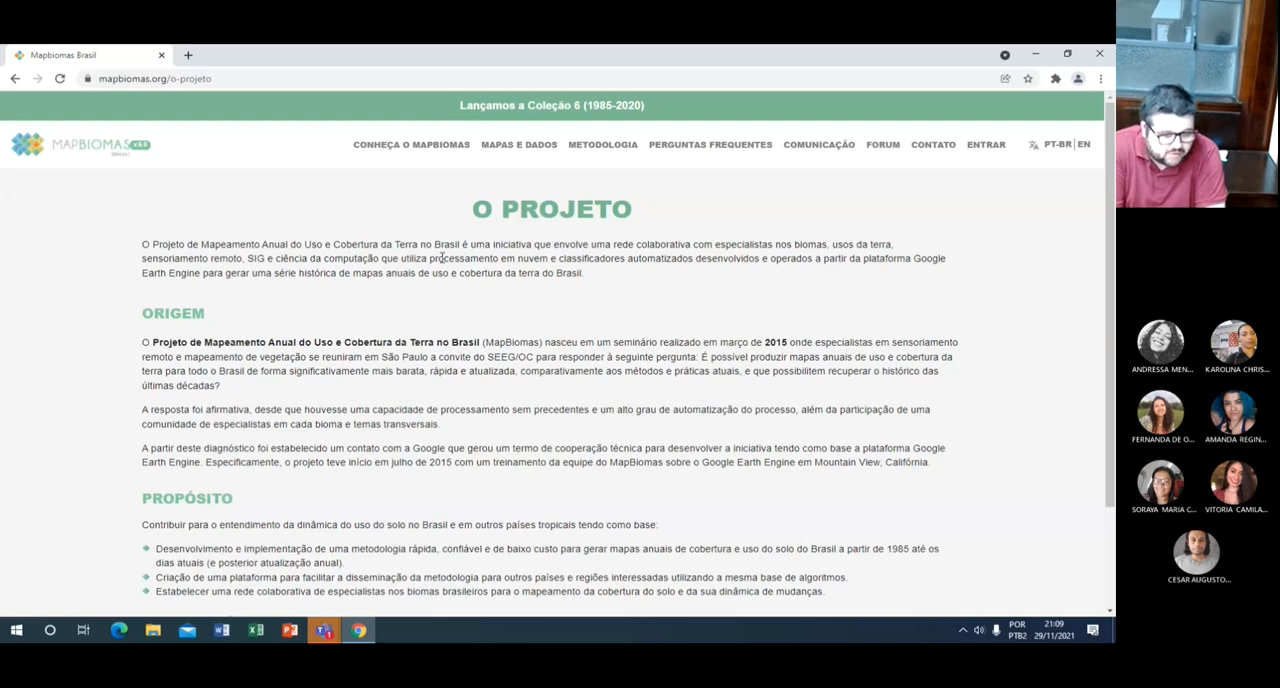 Mapbiomas Brasil
mapbiomas.org/o-projeto
Lançamos a Coleção 6 (1985-2020)
MAPBIOMAS v 6.0
BRASIL
CONHEÇA O MAPBIOMAS MAPAS E DADOS METODOLOGIA PERGUNTAS FREQUENTES COMUNICAÇÃO FORUM CONTATO ENTRAR PT-BR EN
O PROJETO
O Projeto de Mapeamento Anual do Uso e Cobertura da Terra no Brasil é uma iniciativa que envolve uma rede colaborativa com especialistas nos biomas, usos da terra,
sensoriamento remoto, SIG e ciência da computação que utiliza processamento em nuvem e classificadores automatizados desenvolvidos e operados a partir da plataforma Google
Earth Engine para gerar uma série histórica de mapas anuais de uso e cobertura da terra do Brasil.
ORIGEM
O Projeto de Mapeamento Anual do Uso e Cobertura da Terra no Brasil (MapBiomas) nasceu em um seminário realizado em março de 2015 onde especialistas em sensoriamento
remoto e mapeamento de vegetação se reuniram em São Paulo a convite do SEEG/OC para responder à seguinte pergunta: É possível produzir mapas anuais de uso e cobertura da
terra para todo o Brasil de forma significativamente mais barata, rápida e atualizada, comparativamente aos métodos e práticas atuais, e que possibilitem recuperar o histórico das
últimas décadas?
A resposta foi afirmativa, desde que houvesse uma capacidade de processamento sem precedentes e um alto grau de automatização do processo, além da participação de uma
comunidade de especialistas em cada bioma e temas transversais.
A partir deste diagnóstico foi estabelecido um contato com a Google que gerou um termo de cooperação técnica para desenvolver a iniciativa tendo como base a plataforma Google
Earth Engine. Especificamente, o projeto teve início em julho de 2015 com um treinamento da equipe do MapBiomas sobre o Google Earth Engine em Mountain View, Califórnia.
PROPÓSITO
Contribuir para o entendimento da dinâmica do uso do solo no Brasil e em outros países tropicais tendo como base:
Desenvolvimento e implementação de uma metodologia rápida, confiável e de baixo custo para gerar mapas anuais de cobertura e uso do solo do Brasil a partir de 1985 até os
dias atuais (e posterior atualização anual).
Criação de uma plataforma para facilitar a disseminação da metodologia para outros países e regiões interessadas utilizando a mesma base de algoritmos.
Estabelecer uma rede colaborativa de especialistas nos biomas brasileiros para o mapeamento da cobertura do solo e da sua dinâmica de mudanças.
POR 21:09
PTB2 29/11/2021
ANDRESSA MEN... KAROLINA CHRIS...
FERNANDA DE O... AMANDA REGIN...
SORAYA MARIA C... VITORIA CAMILA...
CESAR AUGUSTO...